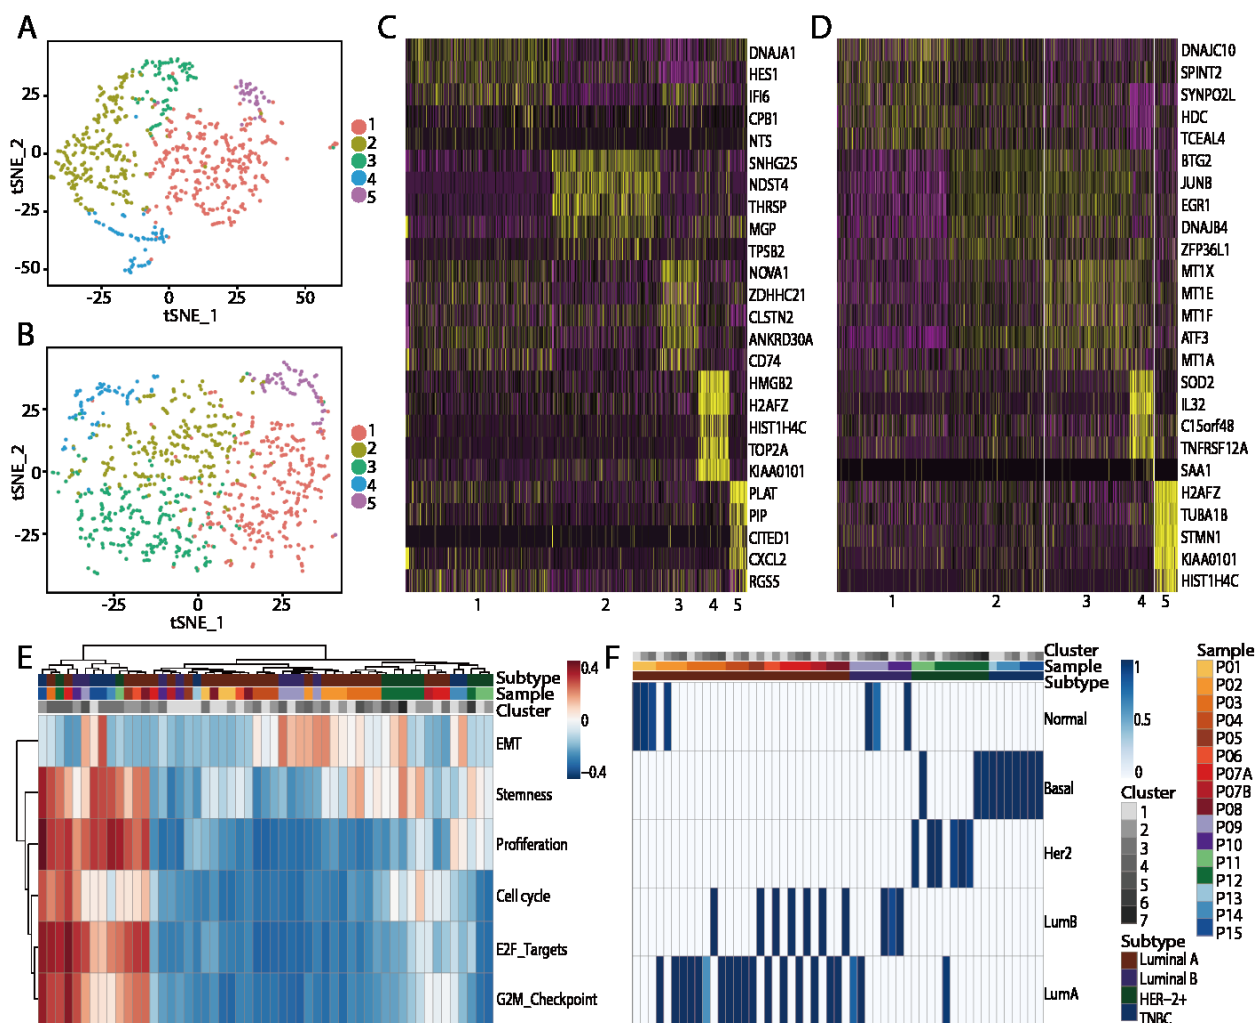 A
25
0
-25
-50
tSNE_2
-25
0
25
50
tSNE_1
1
2
3
4
5
B
25
0
-25
tSNE_2
-25
0
25
tSNE_1
1
2
3
4
5
C
DNAJA1
HES1
IFI6
CPB1
NTS
SNHG25
NDST4
THRSP
MGP
TPSB2
NOVA1
ZDHHC21
CLSTN2
ANKRD30A
CD74
HMGB2
H2AFZ
HIST1H4C
TOP2A
KIAA0101
PLAT
PIP
CITED1
CXCL2
RGS5
1 2 3 4 5
D
DNAJC10
SPINT2
SYNPO2L
HDC
TCEAL4
BTG2
JUNB
EGR1
DNAJB4
ZFP36L1
MT1X
MT1E
MT1F
ATF3
MT1A
SOD2
IL32
C15orf48
TNFRSF12A
SAA1
H2AFZ
TUBA1B
STMN1
KIAA0101
HIST1H4C
1 2 3 4 5
E
Subtype
Sample
Cluster
EMT
Stemness
Proliferation
Cell cycle
E2F_Targets
G2M_Checkpoint
0.4
0
−0.4
F
Cluster
Sample
Subtype
Normal
Basal
Her2
LumB
LumA
1
0.5
0
Cluster
1
2
3
4
5
6
7
Subtype
Luminal A
Luminal B
HER−2+
TNBC
Sample
P01
P02
P03
P04
P05
P06
P07A
P07B
P08
P09
P10
P11
P12
P13
P14
P15